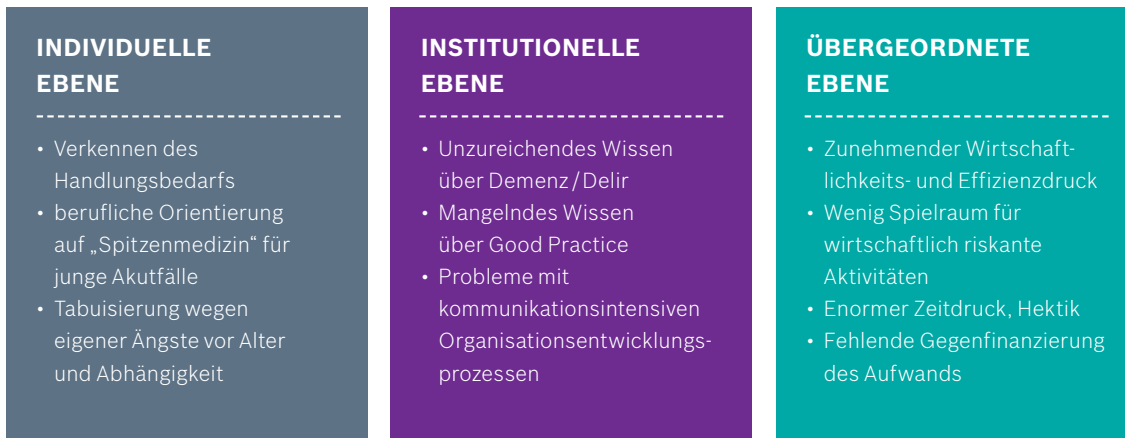 INDIVIDUELLE
EBENE
• Verkennen des
Handlungsbedarfs
• berufliche Orientierung
auf „Spitzenmedizin“ für
junge Akutfälle
• Tabuisierung wegen
eigener Ängste vor Alter
und Abhängigkeit
INSTITUTIONELLE
EBENE
• Unzureichendes Wissen
über Demenz / Delir
• Mangelndes Wissen
über Good Practice
• Probleme mit
kommunikationsintensiven
Organisationsentwicklungs-
prozessen
ÜBERGEORDNETE
EBENE
• Zunehmender Wirtschaft-
lichkeits- und Effizienzdruck
• Wenig Spielraum für
wirtschaftlich riskante
Aktivitäten
• Enormer Zeitdruck, Hektik
• Fehlende Gegenfinanzierung
des Aufwands